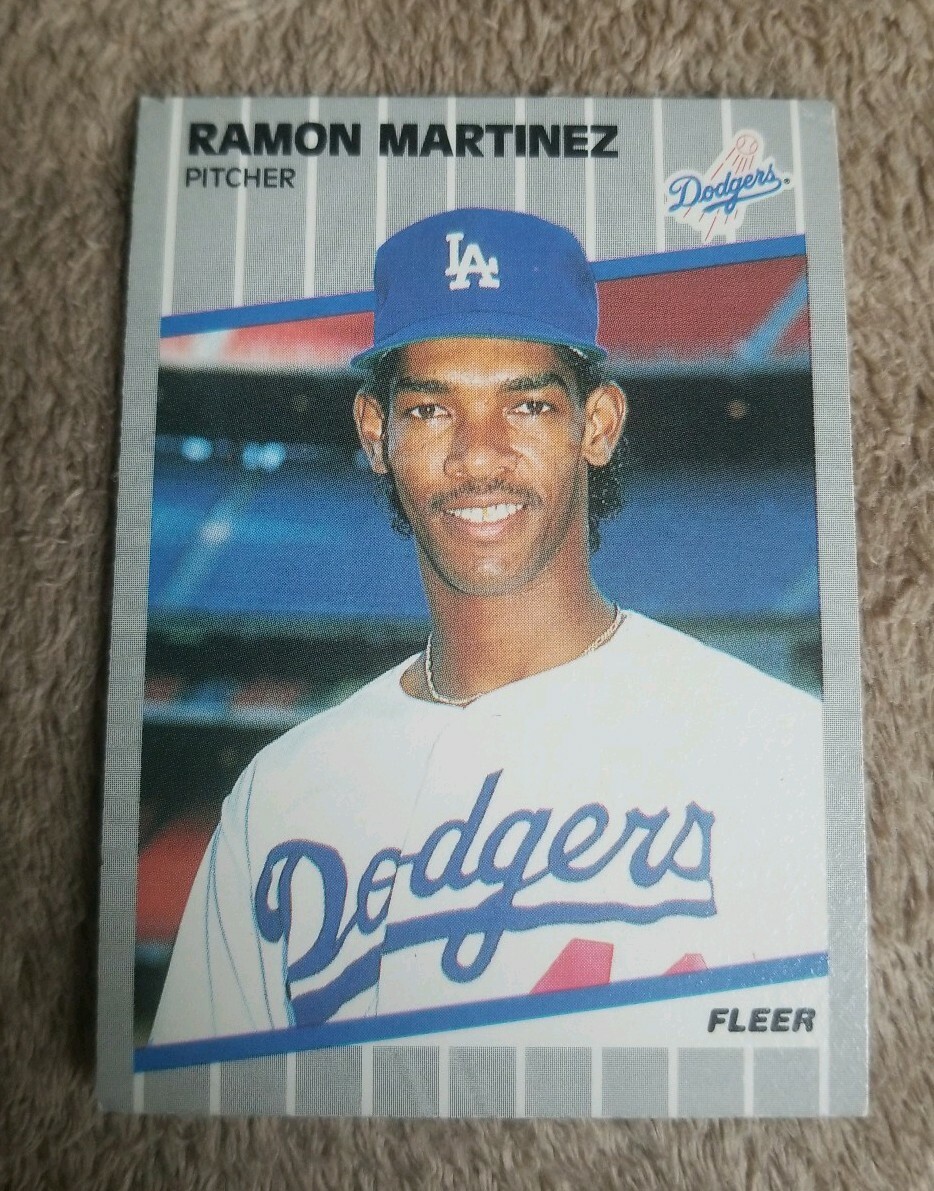 RAMON MARTINEZ
PITCHER
Dodgers
LA
Dodgers
FLEER